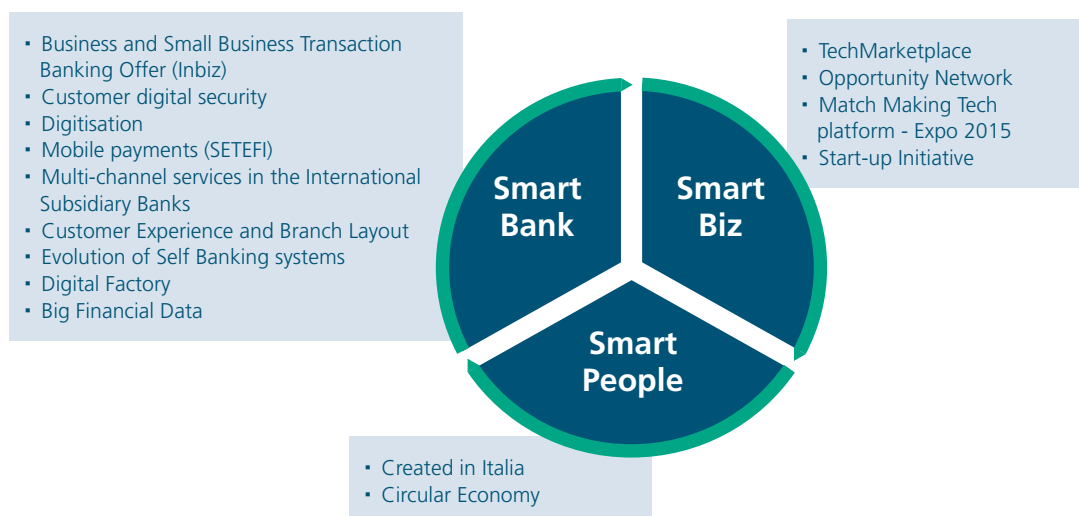 ▪ Business and Small Business Transaction
Banking Offer (Inbiz)
▪ Customer digital security
▪ Digitisation
▪ Mobile payments (SETEFI)
▪ Multi-channel services in the International
Subsidiary Banks
▪ Customer Experience and Branch Layout
▪ Evolution of Self Banking systems
▪ Digital Factory
▪ Big Financial Data
▪ TechMarketplace
▪ Opportunity Network
▪ Match Making Tech
platform - Expo 2015
▪ Start-up Initiative
Smart
Bank
Smart
Biz
Smart
People
▪ Created in Italia
▪ Circular Economy